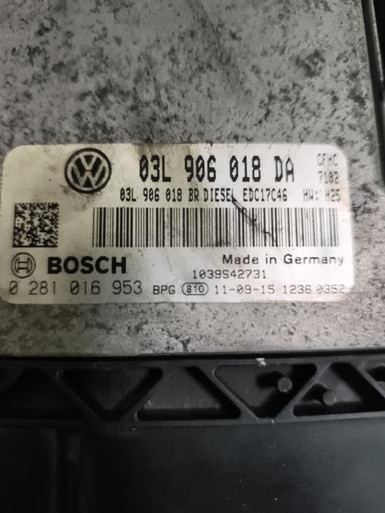 03L 906 018 DA CFHC
7102
03L 906 018 BR DIESEL EDC17C46 HW: H25
BOSCH Made in Germany
1039S42731
0 281 016 953 BPG 810 11-09-15 1236 0352